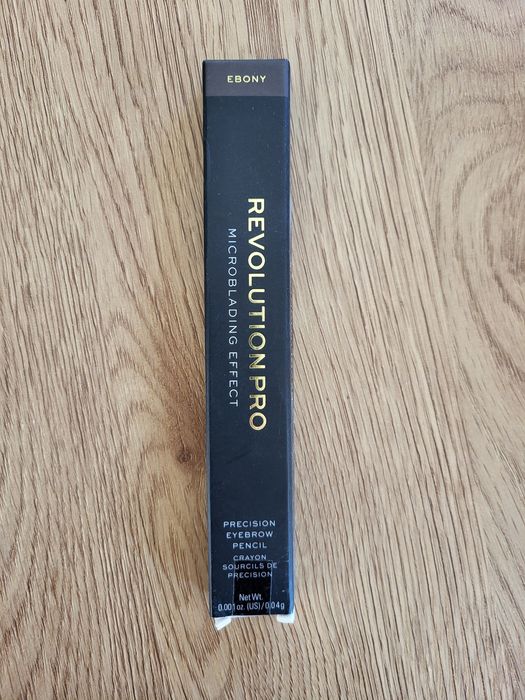 EBONY
REVOLUTION PRO
MICROBLADING EFFECT
PRECISION
EYEBROW
PENCIL
CRAYON
SOURCILS DE
PRECISION
Net Wt.
0.001 oz. (US)/0.04g